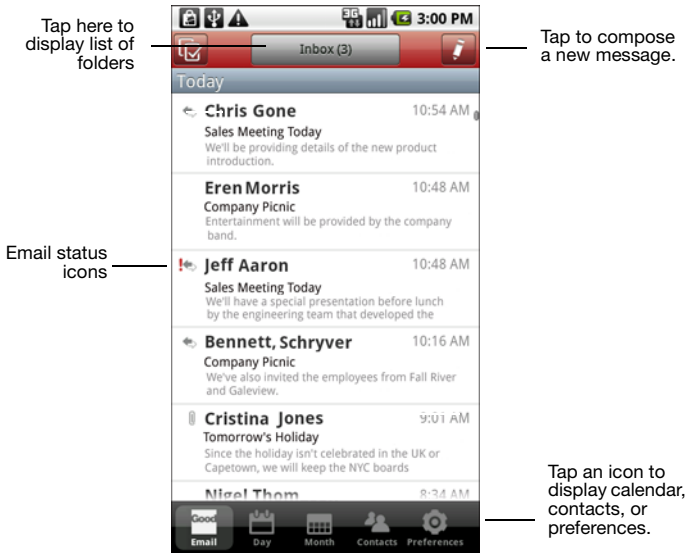 Tap here to
display list of
folders
3G
3:00 PM
Inbox (3)
Tap to compose
a new message.
Today
Chris Gone 10:54 AM
Sales Meeting Today
We'll be providing details of the new product
introduction.
Eren Morris 10:48 AM
Company Picnic
Entertainment will be provided by the company
band.
Email status
icons
! Jeff Aaron 10:48 AM
Sales Meeting Today
We'll have a special presentation before lunch
by the engineering team that developed the
Bennett, Schryver 10:16 AM
Company Picnic
We've also invited the employees from Fall River
and Galeview.
Cristina Jones 9:01 AM
Tomorrow's Holiday
Since the holiday isn't celebrated in the UK or
Capetown, we will keep the NYC boards
Nigel Thom 8:34 AM
Good
Email Day Month Contacts Preferences
Tap an icon to
display calendar,
contacts, or
preferences.